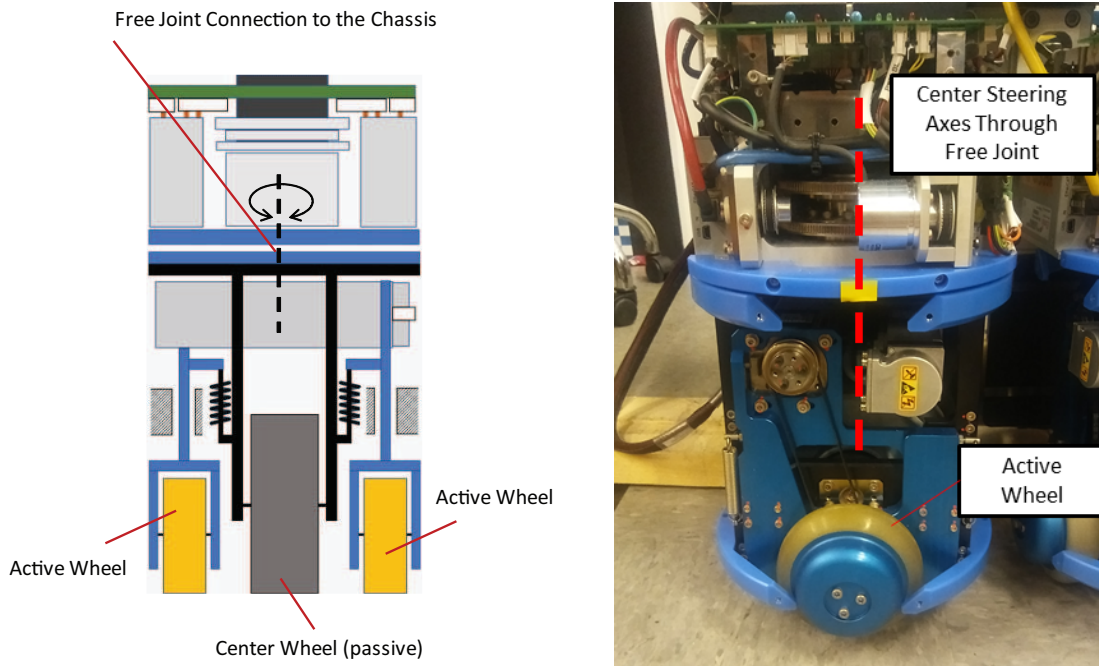 Free Joint Connection to the Chassis
Active Wheel
Active Wheel
Center Wheel (passive)
Center Steering
Axes Through
Free Joint
Active
Wheel